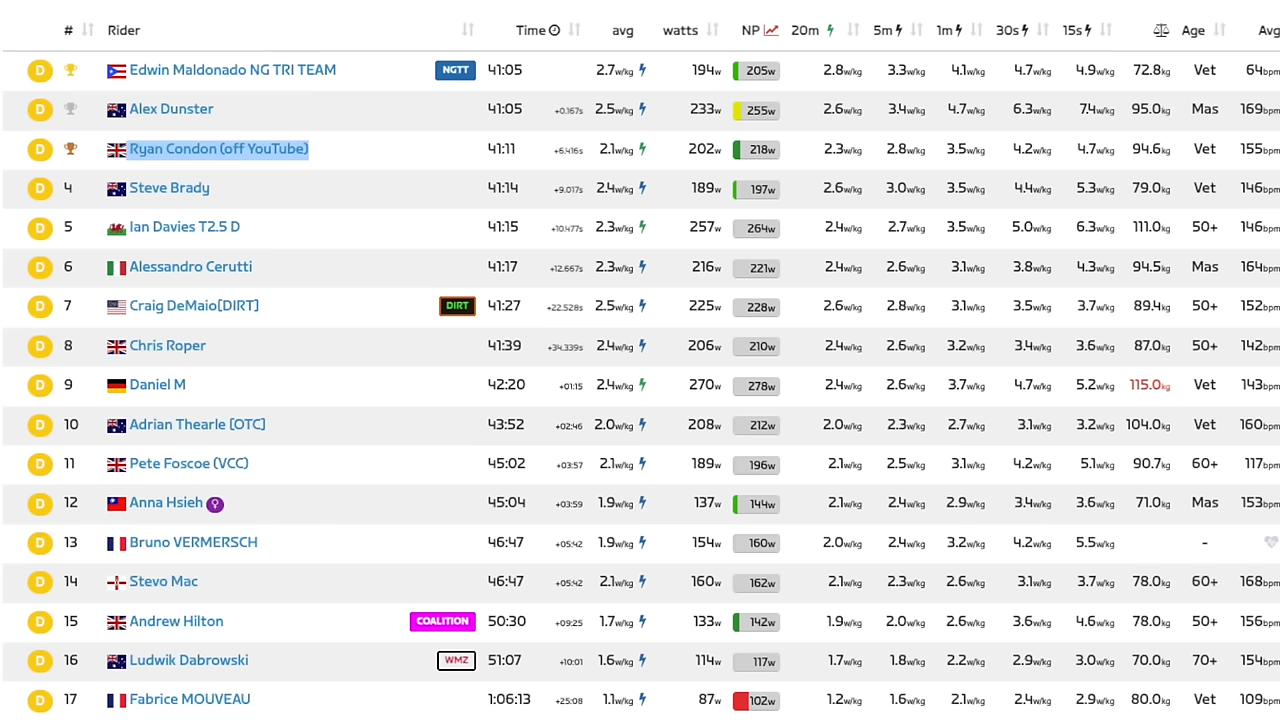 # Rider Time avg watts NP 20m 5m 1m 30s 15s Age Avg
D Edwin Maldonado NG TRI TEAM NGTT 41:05 2.7w/kg 194w 205w 2.8w/kg 3.3w/kg 4.1w/kg 4.7w/kg 4.9w/kg 72.8kg Vet 64bpm
D Alex Dunster 41:05 +0.167s 2.5w/kg 233w 255w 2.6w/kg 3.4w/kg 4.7w/kg 6.3w/kg 7.4w/kg 95.0kg Mas 169bpm
D Ryan Condon (off YouTube) 41:11 +6.416s 2.1w/kg 202w 218w 2.3w/kg 2.8w/kg 3.5w/kg 4.2w/kg 4.7w/kg 94.6kg Vet 155bpm
D 4 Steve Brady 41:14 +9.017s 2.4w/kg 189w 197w 2.6w/kg 3.0w/kg 3.5w/kg 4.4w/kg 5.3w/kg 79.0kg Vet 146bpm
D 5 Ian Davies T2.5 D 41:15 +10.477s 2.3w/kg 257w 264w 2.4w/kg 2.7w/kg 3.5w/kg 5.0w/kg 6.3w/kg 111.0kg 50+ 146bpm
D 6 Alessandro Cerutti 41:17 +12.667s 2.3w/kg 216w 221w 2.4w/kg 2.6w/kg 3.1w/kg 3.8w/kg 4.3w/kg 94.5kg Mas 164bpm
D 7 Craig DeMaio[DIRT] DIRT 41:27 +22.528s 2.5w/kg 225w 228w 2.6w/kg 2.8w/kg 3.1w/kg 3.5w/kg 3.7w/kg 89.4kg 50+ 152bpm
D 8 Chris Roper 41:39 +34.339s 2.4w/kg 206w 210w 2.4w/kg 2.6w/kg 3.2w/kg 3.4w/kg 3.6w/kg 87.0kg 50+ 142bpm
D 9 Daniel M 42:20 +01:15 2.4w/kg 270w 278w 2.4w/kg 2.6w/kg 3.7w/kg 4.7w/kg 5.2w/kg 115.0kg Vet 143bpm
D 10 Adrian Thearle [OTC] 43:52 +02:46 2.0w/kg 208w 212w 2.0w/kg 2.3w/kg 2.7w/kg 3.1w/kg 3.2w/kg 104.0kg Vet 160bpm
D 11 Pete Foscoe (VCC) 45:02 +03:57 2.1w/kg 189w 196w 2.1w/kg 2.5w/kg 3.1w/kg 4.2w/kg 5.1w/kg 90.7kg 60+ 117bpm
D 12 Anna Hsieh 45:04 +03:59 1.9w/kg 137w 144w 2.1w/kg 2.4w/kg 2.9w/kg 3.4w/kg 3.6w/kg 71.0kg Mas 153bpm
D 13 Bruno VERMERSCH 46:47 +05:42 1.9w/kg 154w 160w 2.0w/kg 2.4w/kg 3.2w/kg 4.2w/kg 5.5w/kg -
D 14 Stevo Mac 46:47 +05:42 2.1w/kg 160w 162w 2.1w/kg 2.3w/kg 2.6w/kg 3.1w/kg 3.7w/kg 78.0kg 60+ 168bpm
D 15 Andrew Hilton COALITION 50:30 +09:25 1.7w/kg 133w 142w 1.9w/kg 2.0w/kg 2.6w/kg 3.6w/kg 4.6w/kg 78.0kg 50+ 156bpm
D 16 Ludwik Dabrowski WMZ 51:07 +10:01 1.6w/kg 114w 117w 1.7w/kg 1.8w/kg 2.2w/kg 2.9w/kg 3.0w/kg 70.0kg 70+ 154bpm
D 17 Fabrice MOUVEAU 1:06:13 +25:08 1.1w/kg 87w 102w 1.2w/kg 1.6w/kg 2.1w/kg 2.4w/kg 2.9w/kg 80.0kg Vet 109bpm